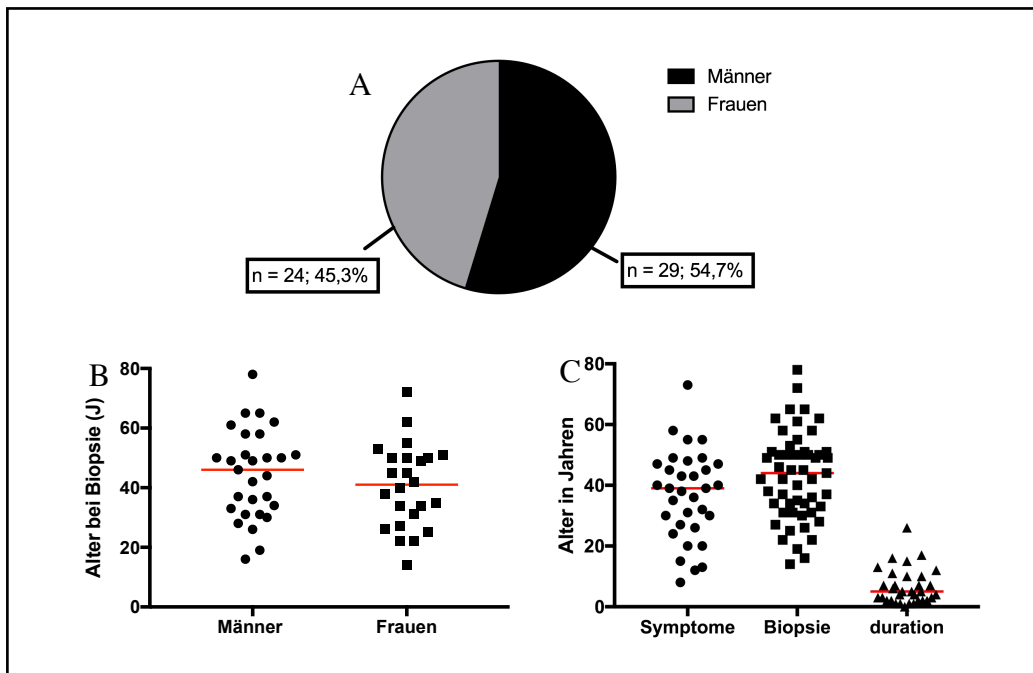 A
Männer
Frauen
n = 24; 45,3%
n = 29; 54,7%
B
Alter bei Biopsie (J)
80
60
40
20
0
Männer
Frauen
C
Alter in Jahren
80
60
40
20
0
Symptome
Biopsie
duration